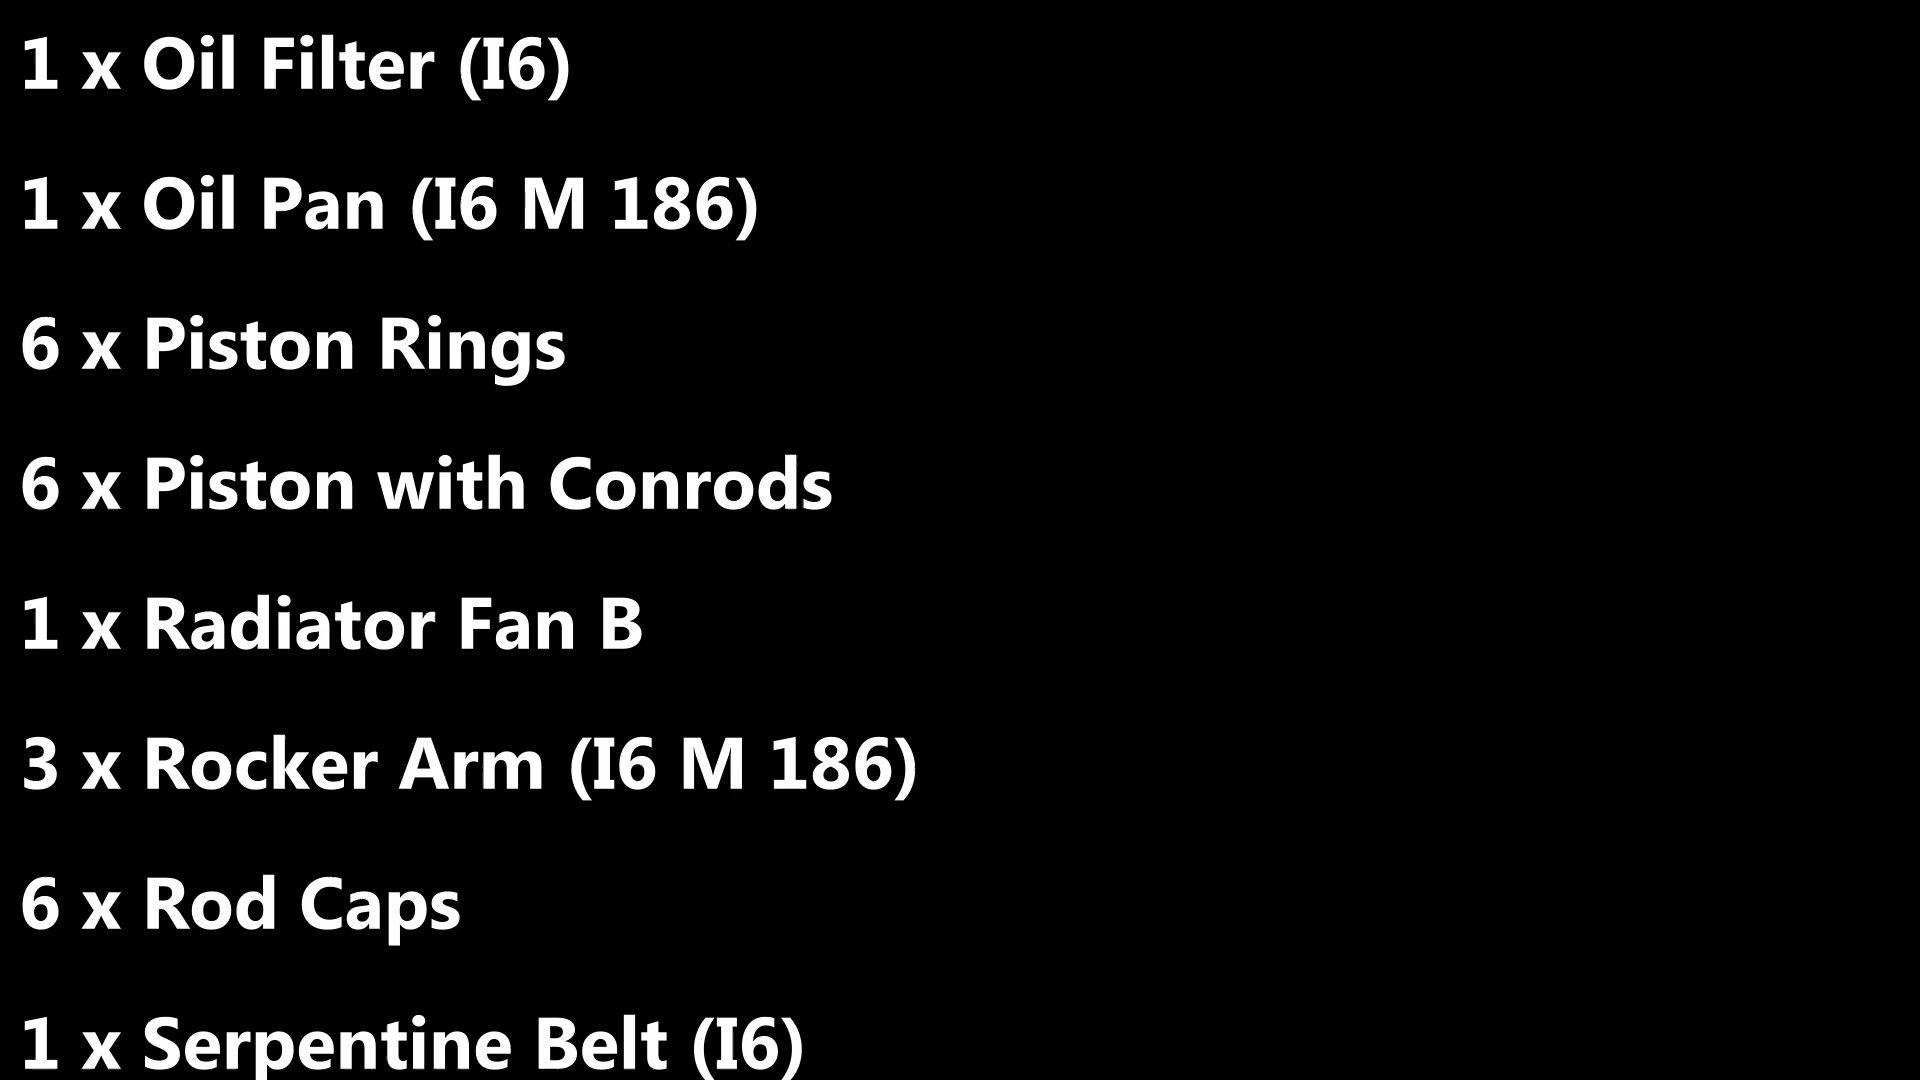 1 x Oil Filter (I6)
1 x Oil Pan (I6 M 186)
6 x Piston Rings
6 x Piston with Conrods
1 x Radiator Fan B
3 x Rocker Arm (I6 M 186)
6 x Rod Caps
1 x Serpentine Belt (I6)